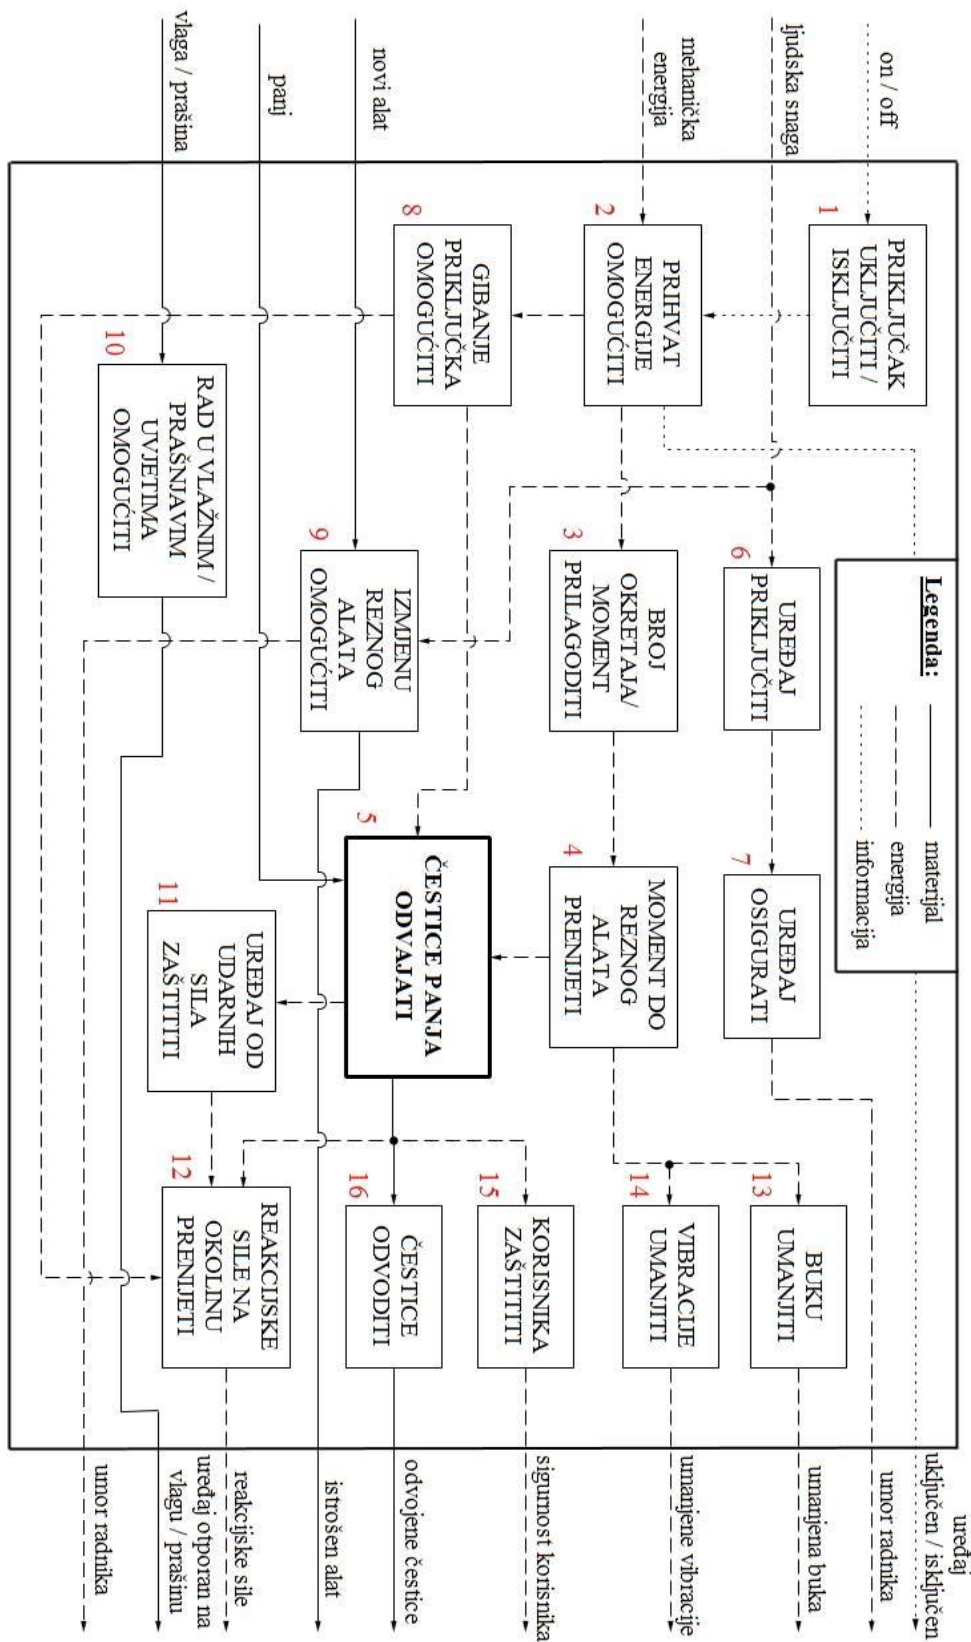 on / off
ljudska snaga
mehanička
energija
novi alat
panj
vlaga / prašina
1
PRIKLJUČAK
UKLJUČITI /
ISKLJUČITI
2
PRIHVAT
ENERGIJE
OMOGUĆITI
8
GIBANJE
PRIKLJUČKA
OMOGUĆITI
10
RAD U VLAŽNIM /
PRAŠNJAVIM
UVJETIMA
OMOGUĆITI
Legenda:
materijal
energija
informacija
6
UREĐAJ
PRIKLJUČITI
3
BROJ
OKRETAJA/
MOMENT
PRILAGODITI
9
IZMJENU
REZNOG
ALATA
OMOGUĆITI
7
UREĐAJ
OSIGURATI
4
MOMENT DO
REZNOG
ALATA
PRENIJETI
5
ČESTICE PANJA
ODVAJATI
11
UREĐAJ OD
UDARNIH
SILA
ZAŠTITITI
13
BUKU
UMANJITI
14
VIBRACIJE
UMANJITI
15
KORISNIKA
ZAŠTITITI
16
ČESTICE
ODVODITI
12
REAKCIJSKE
SILE NA
OKOLINU
PRENIJETI
uređaj
uključen / isključen
umor radnika
umanjena buka
umanjene vibracije
sigurnost korisnika
odvojene čestice
istrošen alat
reakcijske sile
uređaj otporan na
vlagu / prašinu
umor radnika